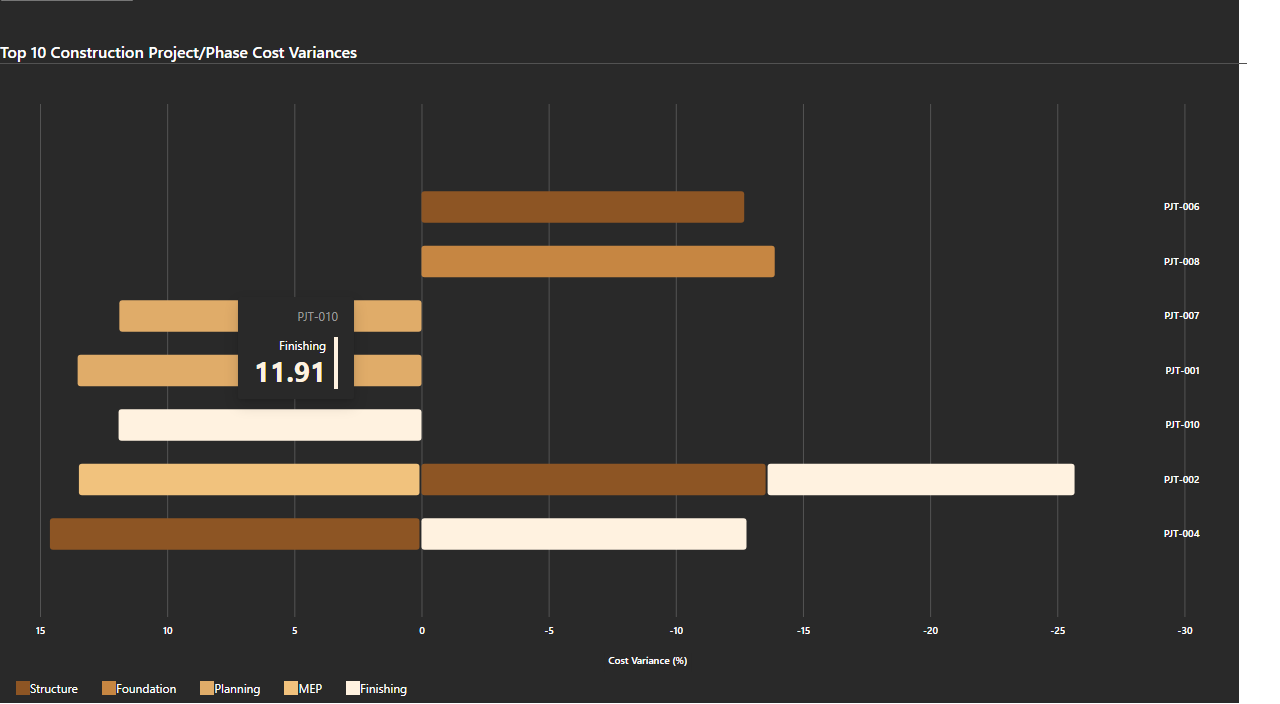 Top 10 Construction Project/Phase Cost Variances
PJT-006
PJT-008
PJT-007
PJT-010
Finishing
11.91
PJT-001
PJT-010
PJT-002
PJT-004
15 10 5 0 -5 -10 -15 -20 -25 -30
Cost Variance (%)
Structure Foundation Planning MEP Finishing